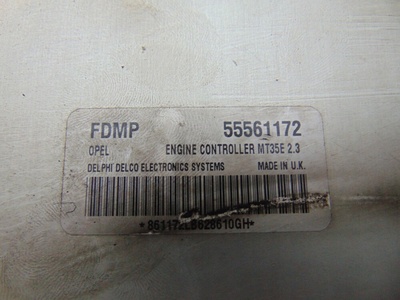 FDMP 55561172
OPEL ENGINE CONTROLLER MT35E 2.3
DELPHI DELCO ELECTRONICS SYSTEMS MADE IN U.K.